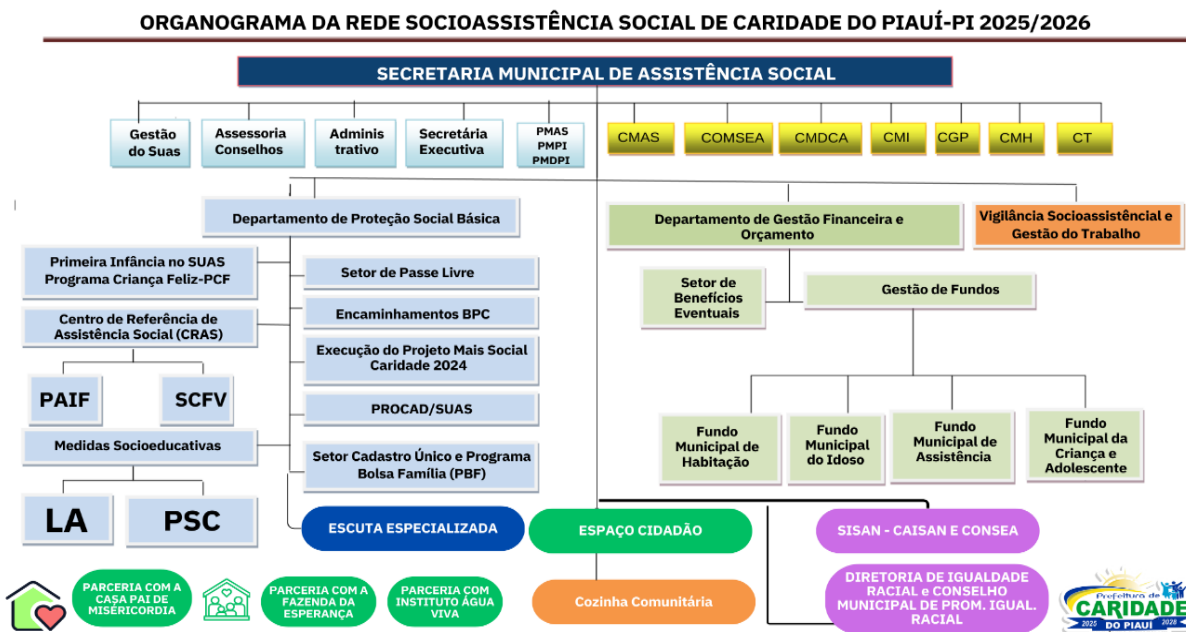 ORGANOGRAMA DA REDE SOCIOASSISTÊNCIA SOCIAL DE CARIDADE DO PIAUÍ-PI 2025/2026
SECRETARIA MUNICIPAL DE ASSISTÊNCIA SOCIAL
Gestão
do Suas
Assessoria
Conselhos
Adminis
trativo
Secretária
Executiva
PMAS
PMPI
PMDPI
CMAS
COMSEA
CMDCA
CMI
CGP
CMH
CT
Departamento de Proteção Social Básica
Departamento de Gestão Financeira e
Orçamento
Vigilância Socioassistêncial e
Gestão do Trabalho
Primeira Infância no SUAS
Programa Criança Feliz-PCF
Setor de Passe Livre
Setor de
Benefícios
Eventuais
Gestão de Fundos
Centro de Referência de
Assistência Social (CRAS)
Encaminhamentos BPC
Execução do Projeto Mais Social
Caridade 2024
PAIF
SCFV
PROCAD/SUAS
Medidas Socioeducativas
Setor Cadastro Único e Programa
Bolsa Família (PBF)
Fundo
Municipal de
Habitação
Fundo
Municipal
do Idoso
Fundo
Municipal de
Assistência
Fundo
Municipal da
Criança e
Adolescente
LA
PSC
ESCUTA ESPECIALIZADA
ESPAÇO CIDADÃO
SISAN - CAISAN E CONSEA
PARCERIA COM A
CASA PAI DE
MISÉRICORDIA
PARCERIA COM A
FAZENDA DA
ESPERANÇA
PARCERIA COM
INSTITUTO ÁGUA
VIVA
Cozinha Comunitária
DIRETORIA DE IGUALDADE
RACIAL e CONSELHO
MUNICIPAL DE PROM. IGUAL.
RACIAL
Prefeitura de
CARIDADE
DO PIAUÍ
2025
2028